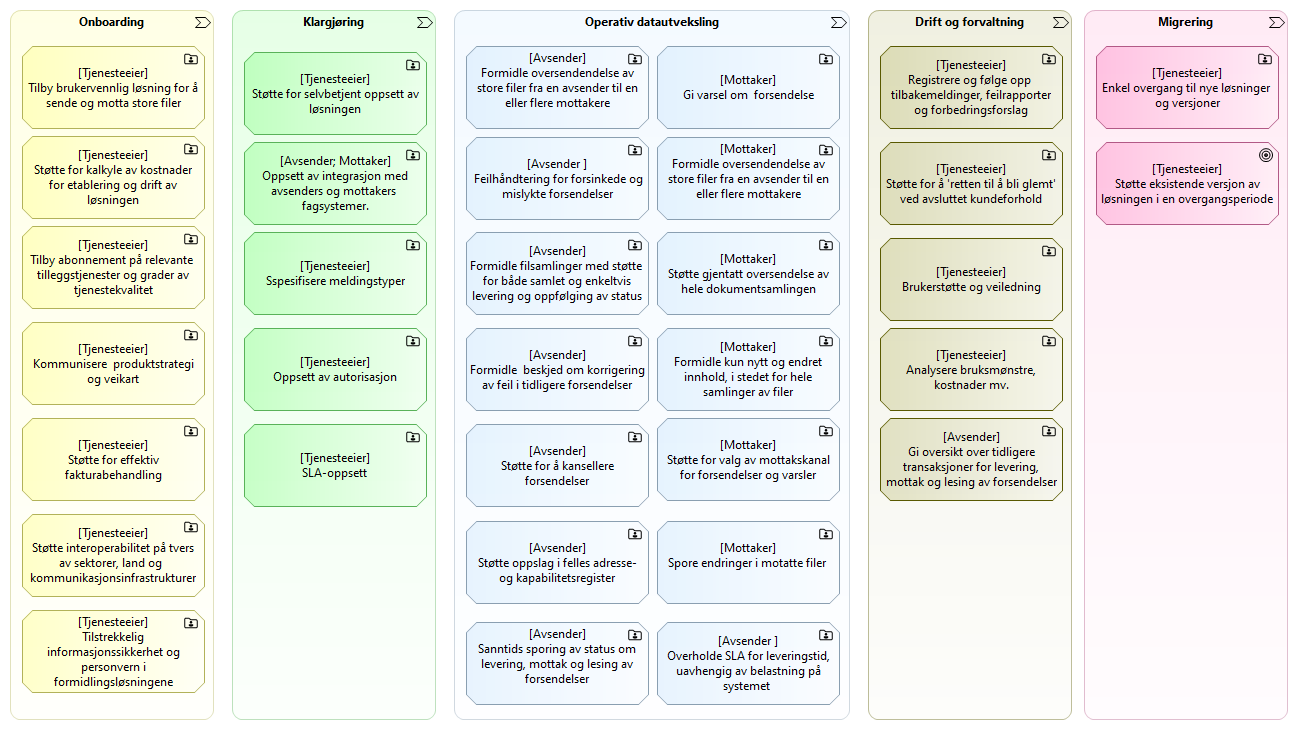 Onboarding
[Tjenesteeier]
Tilby brukervennlig løsning for å
sende og motta store filer
[Tjenesteeier]
Støtte for kalkyle av kostnader
for etablering og drift av
løsningen
[Tjenesteeier]
Tilby abonnement på relevante
tilleggstjenester og grader av
tjenestekvalitet
[Tjenesteeier]
Kommunisere  produktstrategi
og veikart
[Tjenesteeier]
Støtte for effektiv
fakturabehandling
[Tjenesteeier]
Støtte interoperabilitet på tvers
av sektorer, land og
kommunikasjonsinfrastrukturer
[Tjenesteeier]
Tilstrekkelig
informasjonssikkerhet og
personvern i
formidlingsløsningene
Klargjøring
[Tjenesteeier]
Støtte for selvbetjent oppsett av
løsningen
[Avsender; Mottaker]
Oppsett av integrasjon med
avsenders og mottakers
fagsystemer.
[Tjenesteeier]
Sspesifisere meldingstyper
[Tjenesteeier]
Oppsett av autorisasjon
[Tjenesteeier]
SLA-oppsett
Operativ datautveksling
[Avsender]
Formidle oversendendelse av
store filer fra en avsender til en
eller flere mottakere
[Avsender ]
Feilhåndtering for forsinkede og
mislykte forsendelser
[Avsender]
Formidle filsamlinger med støtte
for både samlet og enkeltvis
levering og oppfølging av status
[Avsender]
Formidle  beskjed om korrigering
av feil i tidligere forsendelser
[Avsender]
Støtte for å kansellere
forsendelser
[Avsender]
Støtte oppslag i felles adresse-
og kapabilitetsregister
[Avsender]
Sanntids sporing av status om
levering, mottak og lesing av
forsendelser
[Mottaker]
Gi varsel om  forsendelse
[Mottaker]
Formidle oversendendelse av
store filer fra en avsender til en
eller flere mottakere
[Mottaker]
Støtte gjentatt oversendelse av
hele dokumentsamlingen
[Mottaker]
Formidle kun nytt og endret
innhold, i stedet for hele
samlinger av filer
[Mottaker]
Støtte for valg av mottakskanal
for forsendelser og varsler
[Mottaker]
Spore endringer i motatte filer
[Avsender ]
Overholde SLA for leveringstid,
uavhengig av belastning på
systemet
Drift og forvaltning
[Tjenesteeier]
Registrere og følge opp
tilbakemeldinger, feilrapporter
og forbedringsforslag
[Tjenesteeier]
Støtte for å 'retten til å bli glemt'
ved avsluttet kundeforhold
[Tjenesteeier]
Brukerstøtte og veiledning
[Tjenesteeier]
Analysere bruksmønstre,
kostnader mv.
[Avsender]
Gi oversikt over tidligere
transaksjoner for levering,
mottak og lesing av forsendelser
Migrering
[Tjenesteeier]
Enkel overgang til nye løsninger
og versjoner
[Tjenesteeier]
Støtte eksistende versjon av
løsningen i en overgangsperiode